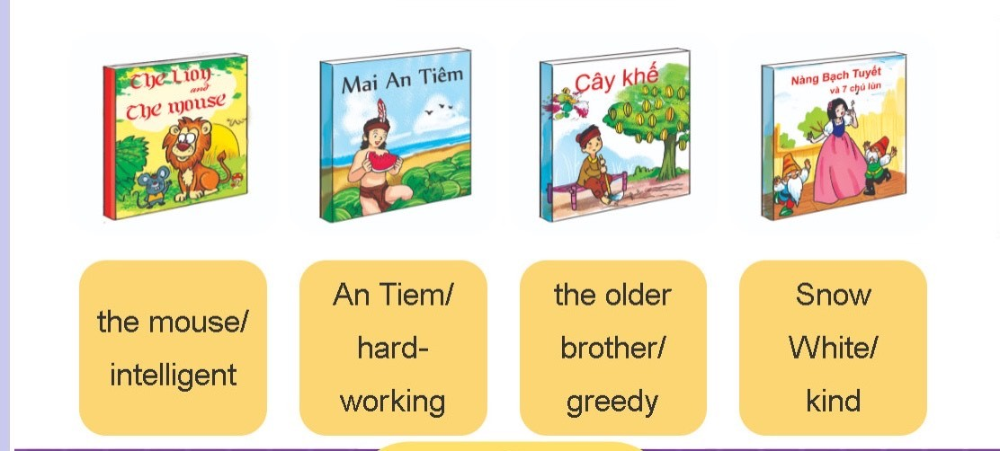 The Lion
and
The mouse
Mai An Tiêm
Cây khế
Nàng Bạch Tuyết
và 7 chú lùn
the mouse/
intelligent
An Tiem/
hard-
working
the older
brother/
greedy
Snow
White/
kind